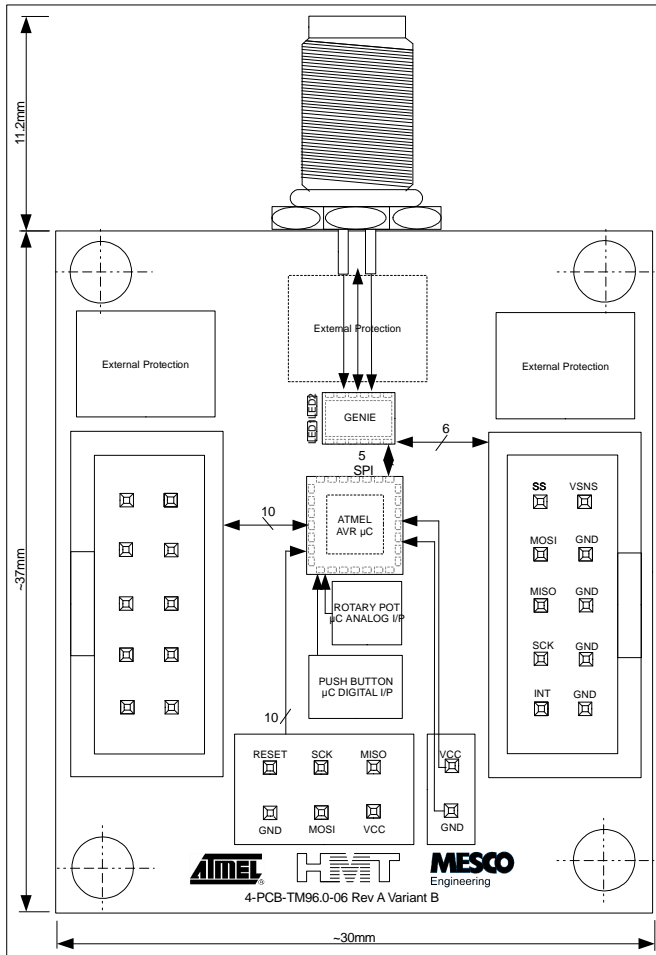 11.2mm
~37mm
External Protection
External Protection
External Protection
LED1 LED2
GENIE
6
5
SPI
10
ATMEL
AVR µC
SS VSNS
MOSI GND
MISO GND
SCK GND
INT GND
ROTARY POT
µC ANALOG I/P
PUSH BUTTON
µC DIGITAL I/P
10
RESET SCK MISO
GND MOSI VCC
VCC
GND
ATMEL®
HMT
MESCO
Engineering
4-PCB-TM96.0-06 Rev A Variant B
~30mm